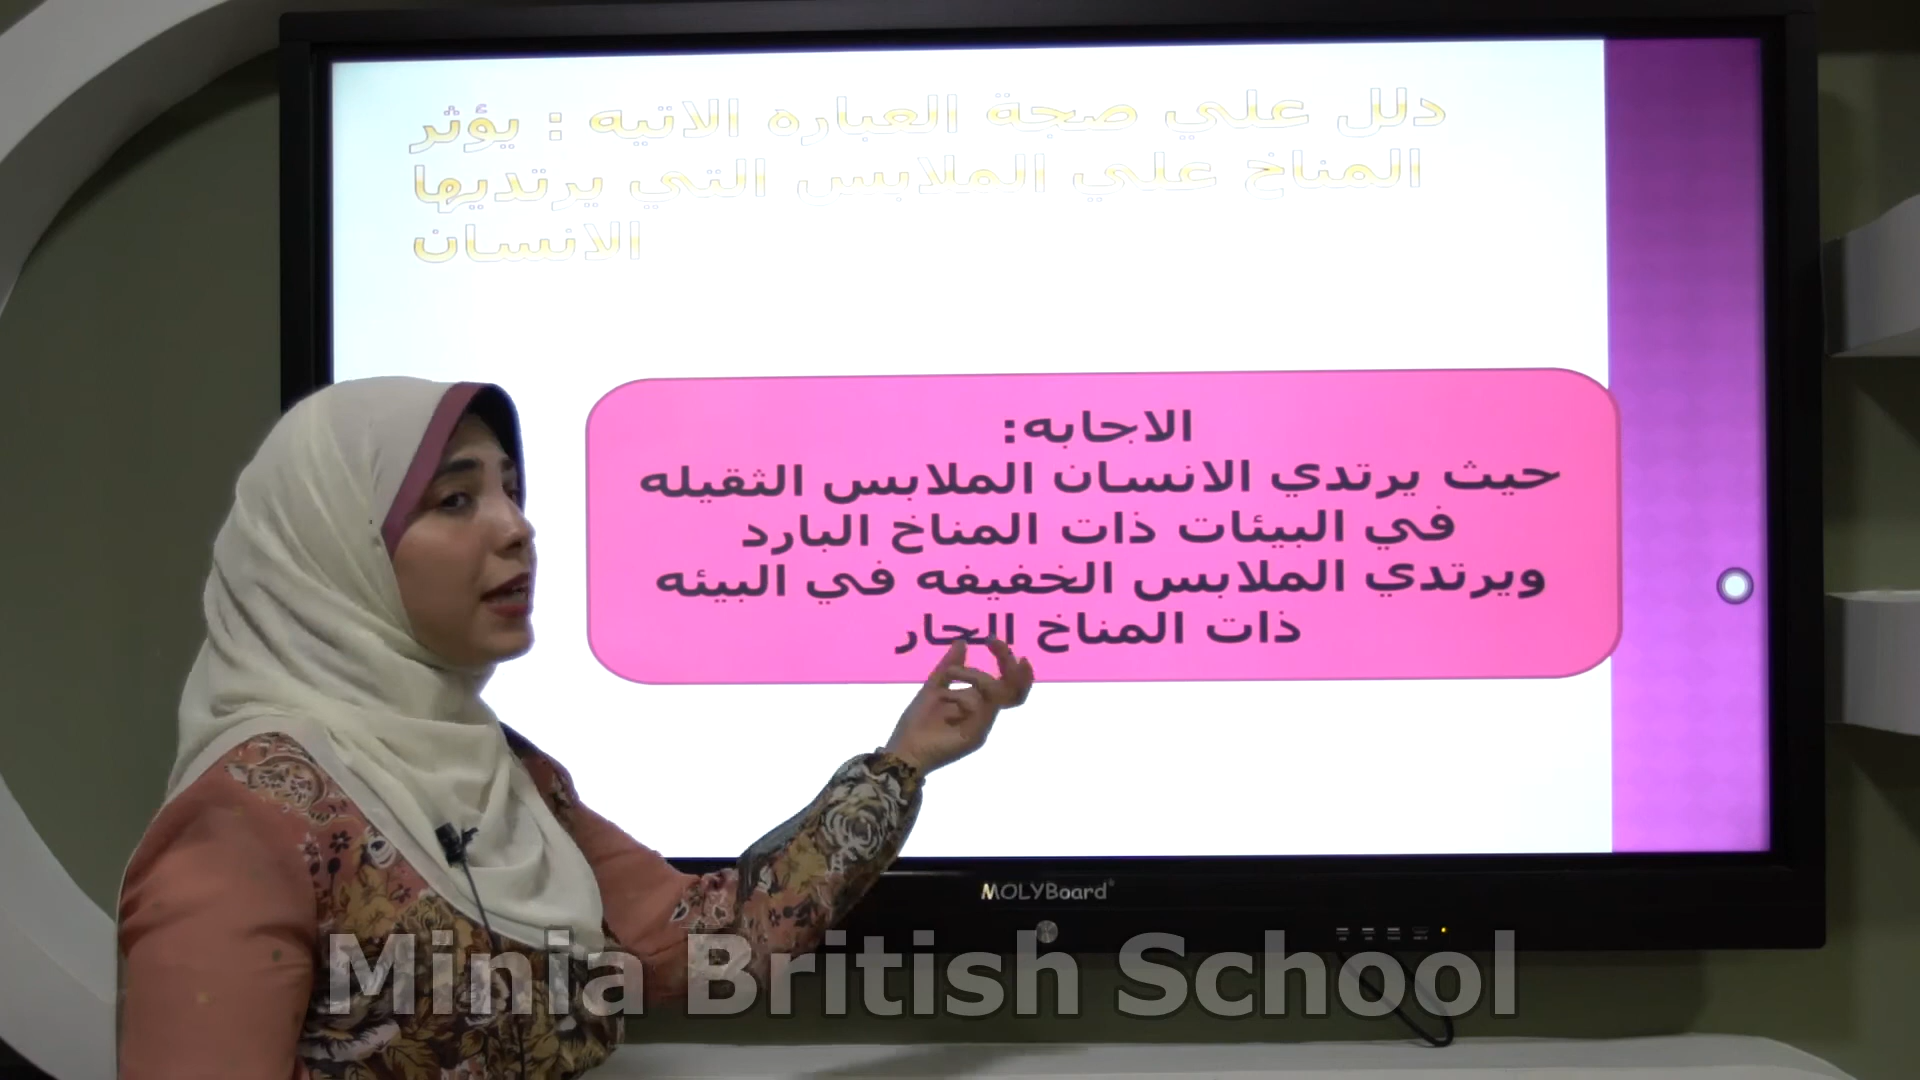 دلل علي صحة العباره الاتيه : يؤثر
المناخ علي الملابس التي يرتديها
الانسان
الاجابه:
حيث يرتدي الانسان الملابس الثقيله
في البيئات ذات المناخ البارد
ويرتدي الملابس الخفيفه في البيئه
ذات المناخ الحار
MOLYBoard
Minia British School